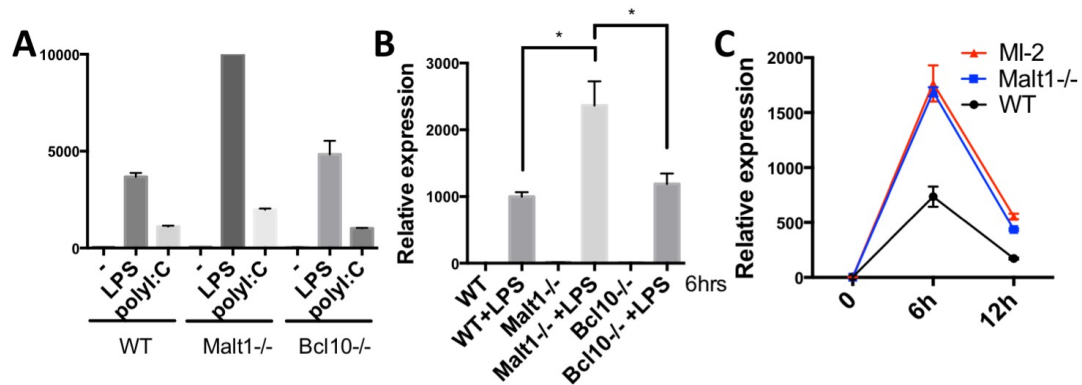 A
10000
5000
0
-
LPS
polyI:C
-
LPS
polyI:C
-
LPS
polyI:C
WT
Malt1-/-
Bcl10-/-
B
*
*
Relative expression
3000
2000
1000
0
WT
WT+LPS
Malt1-/-
Malt1-/- +LPS
Bcl10-/-
Bcl10-/- +LPS
6hrs
C
MI-2
Malt1-/-
WT
Relative expression
2000
1500
1000
500
0
0
6h
12h